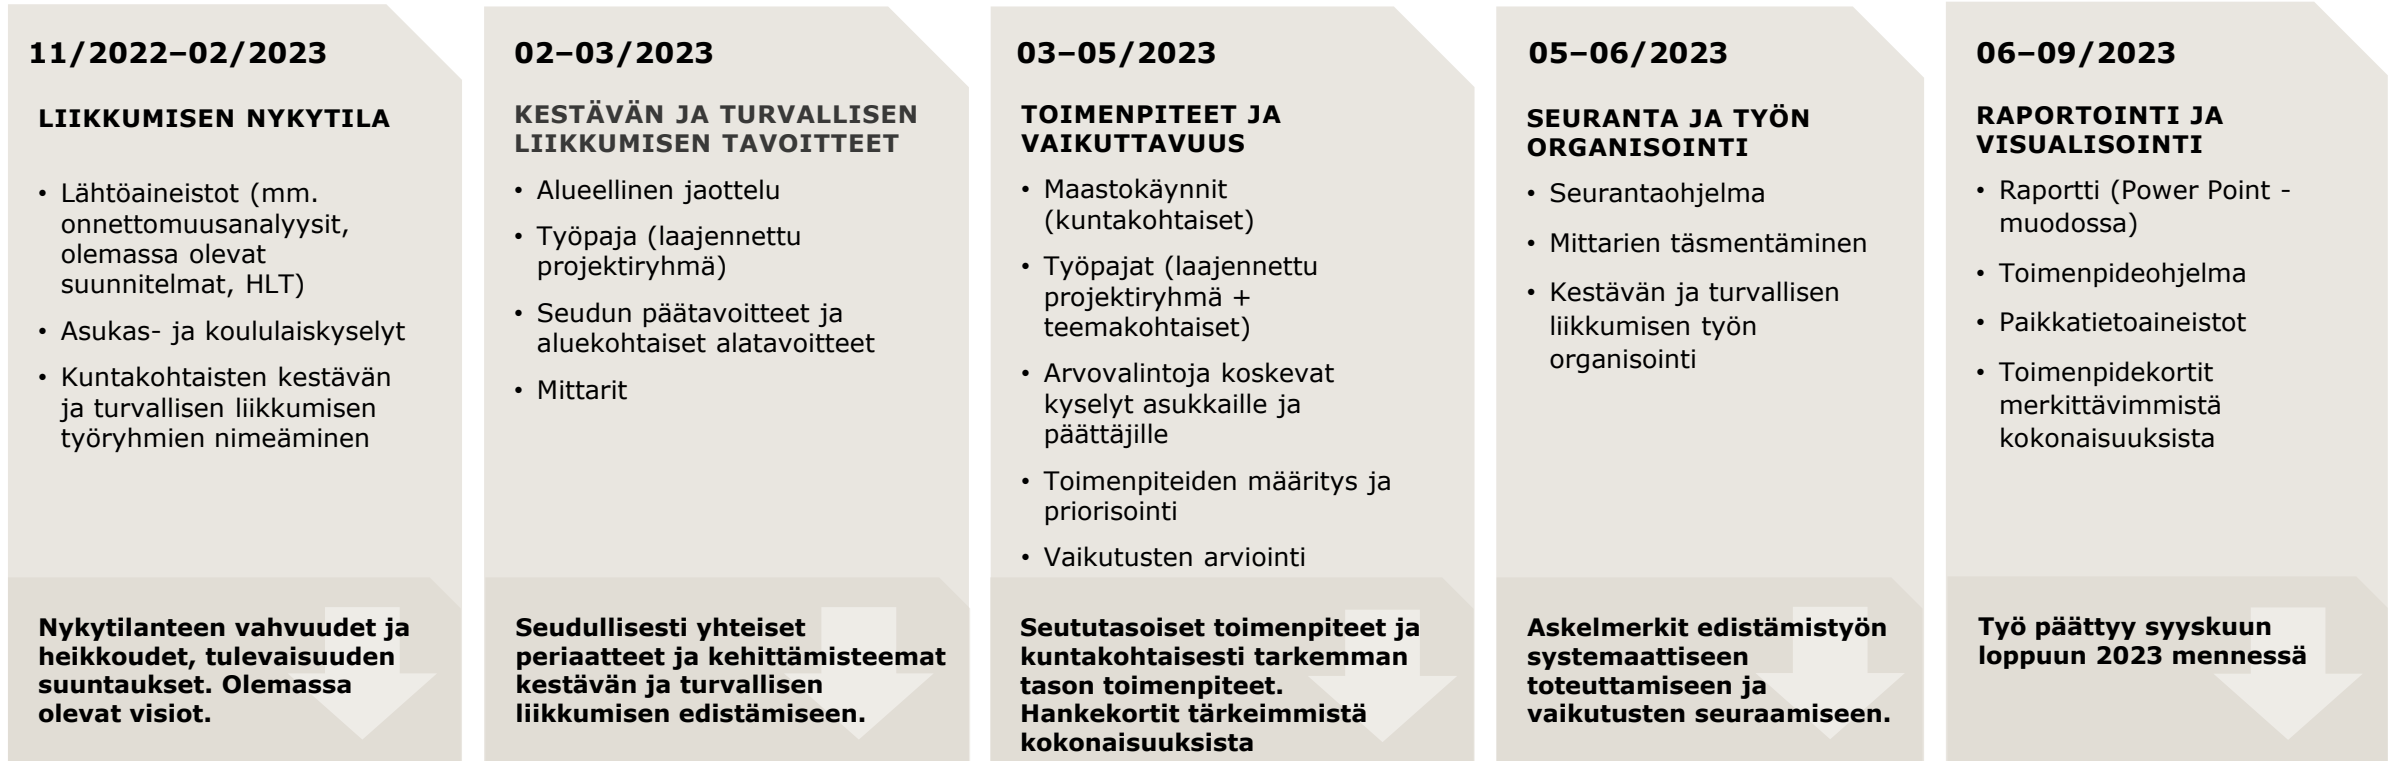 11/2022–02/2023
LIIKKUMISEN NYKYTILA
• Lähtöaineistot (mm.
onnettomuusanalyysit,
olemassa olevat
suunnitelmat, HLT)
• Asukas- ja koululaiskyselyt
• Kuntakohtaisten kestävän
ja turvallisen liikkumisen
työryhmien nimeäminen
Nykytilanteen vahvuudet ja
heikkoudet, tulevaisuuden
suuntaukset. Olemassa
olevat visiot.
02–03/2023
KESTÄVÄN JA TURVALLISEN
LIIKKUMISEN TAVOITTEET
• Alueellinen jaottelu
• Työpaja (laajennettu
projektiryhmä)
• Seudun päätavoitteet ja
aluekohtaiset alatavoitteet
• Mittarit
Seudullisesti yhteiset
periaatteet ja kehittämisteemat
kestävän ja turvallisen
liikkumisen edistämiseen.
03–05/2023
TOIMENPITEET JA
VAIKUTTAVUUS
• Maastokäynnit
(kuntakohtaiset)
• Työpajat (laajennettu
projektiryhmä +
teemakohtaiset)
• Arvovalintoja koskevat
kyselyt asukkaille ja
päättäjille
• Toimenpiteiden määritys ja
priorisointi
• Vaikutusten arviointi
Seututasoiset toimenpiteet ja
kuntakohtaisesti tarkemman
tason toimenpiteet.
Hankekortit tärkeimmistä
kokonaisuuksista
05–06/2023
SEURANTA JA TYÖN
ORGANISOINTI
• Seurantaohjelma
• Mittarien täsmentäminen
• Kestävän ja turvallisen
liikkumisen työn
organisointi
Askelmerkit edistämistyön
systemaattiseen
toteuttamiseen ja
vaikutusten seuraamiseen.
06–09/2023
RAPORTOINTI JA
VISUALISOINTI
• Raportti (Power Point -
muodossa)
• Toimenpideohjelma
• Paikkatietoaineistot
• Toimenpidekortit
merkittävimmistä
kokonaisuuksista
Työ päättyy syyskuun
loppuun 2023 mennessä